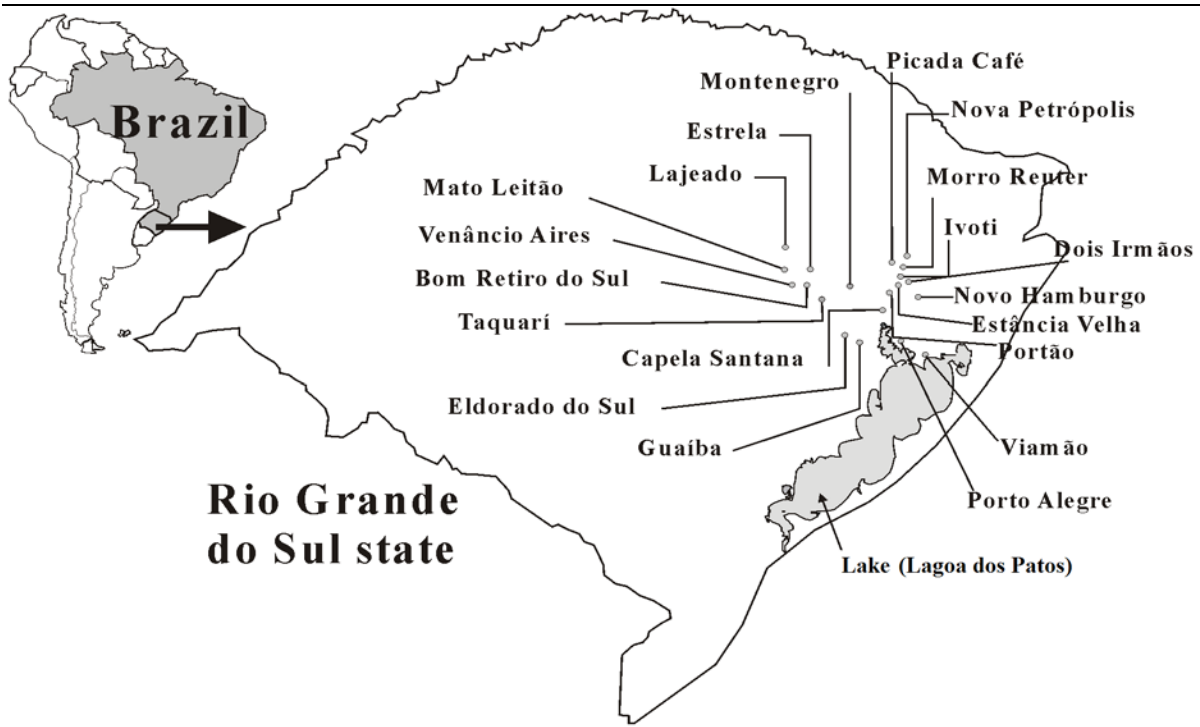 Brazil
Picada Café
Montenegro
Nova Petrópolis
Estrela
Lajeado
Morro Reuter
Mato Leitão
Ivoti
Venâncio Aires
Dois Irmãos
Bom Retiro do Sul
Novo Hamburgo
Taquarí
Estância Velha
Portão
Capela Santana
Eldorado do Sul
Guaíba
Viamão
Porto Alegre
Rio Grande
do Sul state
Lake (Lagoa dos Patos)